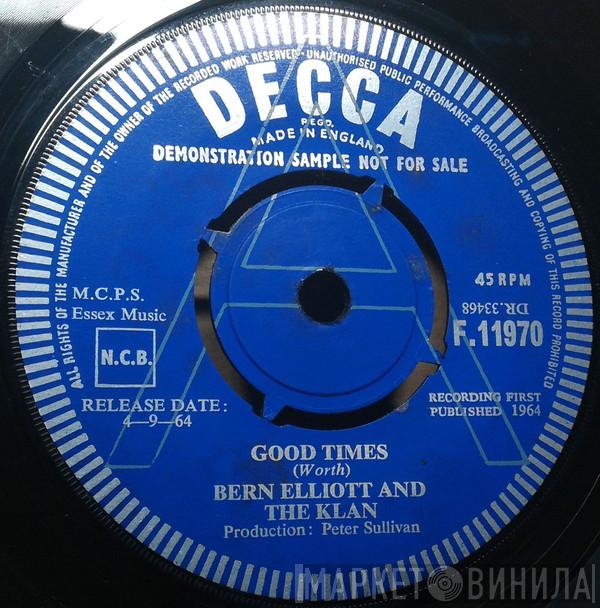 ALL RIGHTS OF THE MANUFACTURER AND OF THE OWNER OF THE RECORDED WORK RESERVED · UNAUTHORISED PUBLIC PERFORMANCE BROADCASTING AND COPYING OF THIS RECORD PROHIBITED
DECCA
REGD.
MADE IN ENGLAND
DEMONSTRATION SAMPLE NOT FOR SALE
A
M.C.P.S.
Essex Music
N.C.B.
RELEASE DATE:
4–9–64
45 RPM
DR.33468
F.11970
RECORDING FIRST
PUBLISHED 1964
GOOD TIMES
(Worth)
BERN ELLIOTT AND
THE KLAN
Production: Peter Sullivan
МАРКЕТ ВИНИЛА